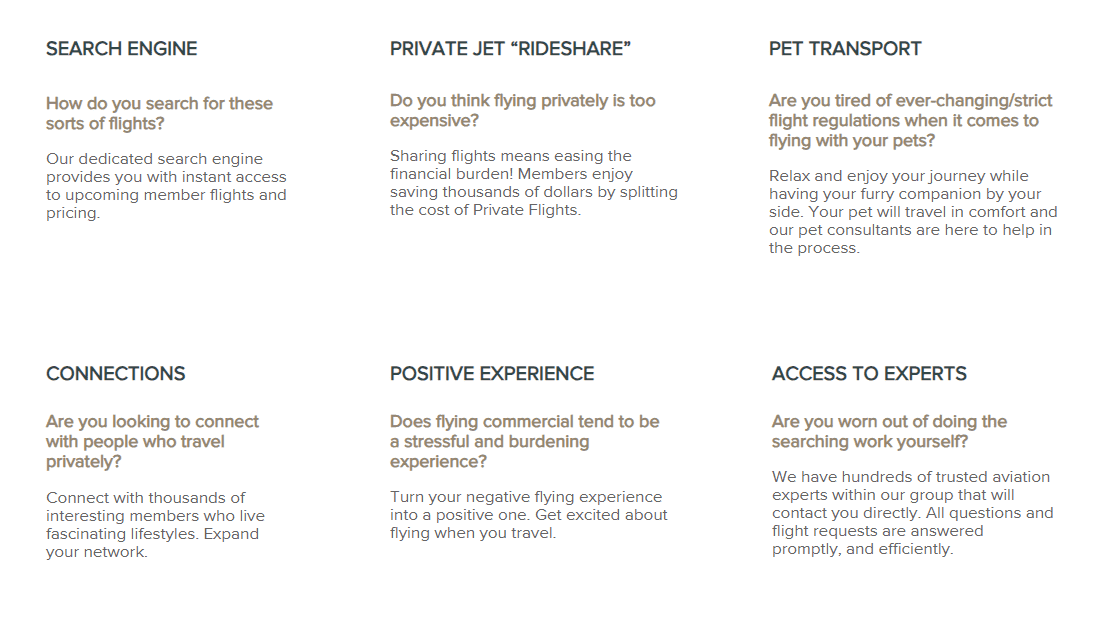 SEARCH ENGINE
How do you search for these
sorts of flights?
Our dedicated search engine
provides you with instant access
to upcoming member flights and
pricing.
PRIVATE JET “RIDESHARE”
Do you think flying privately is too
expensive?
Sharing flights means easing the
financial burden! Members enjoy
saving thousands of dollars by splitting
the cost of Private Flights.
PET TRANSPORT
Are you tired of ever-changing/strict
flight regulations when it comes to
flying with your pets?
Relax and enjoy your journey while
having your furry companion by your
side. Your pet will travel in comfort and
our pet consultants are here to help in
the process.
CONNECTIONS
Are you looking to connect
with people who travel
privately?
Connect with thousands of
interesting members who live
fascinating lifestyles. Expand
your network.
POSITIVE EXPERIENCE
Does flying commercial tend to be
a stressful and burdening
experience?
Turn your negative flying experience
into a positive one. Get excited about
flying when you travel.
ACCESS TO EXPERTS
Are you worn out of doing the
searching work yourself?
We have hundreds of trusted aviation
experts within our group that will
contact you directly. All questions and
flight requests are answered
promptly, and efficiently.